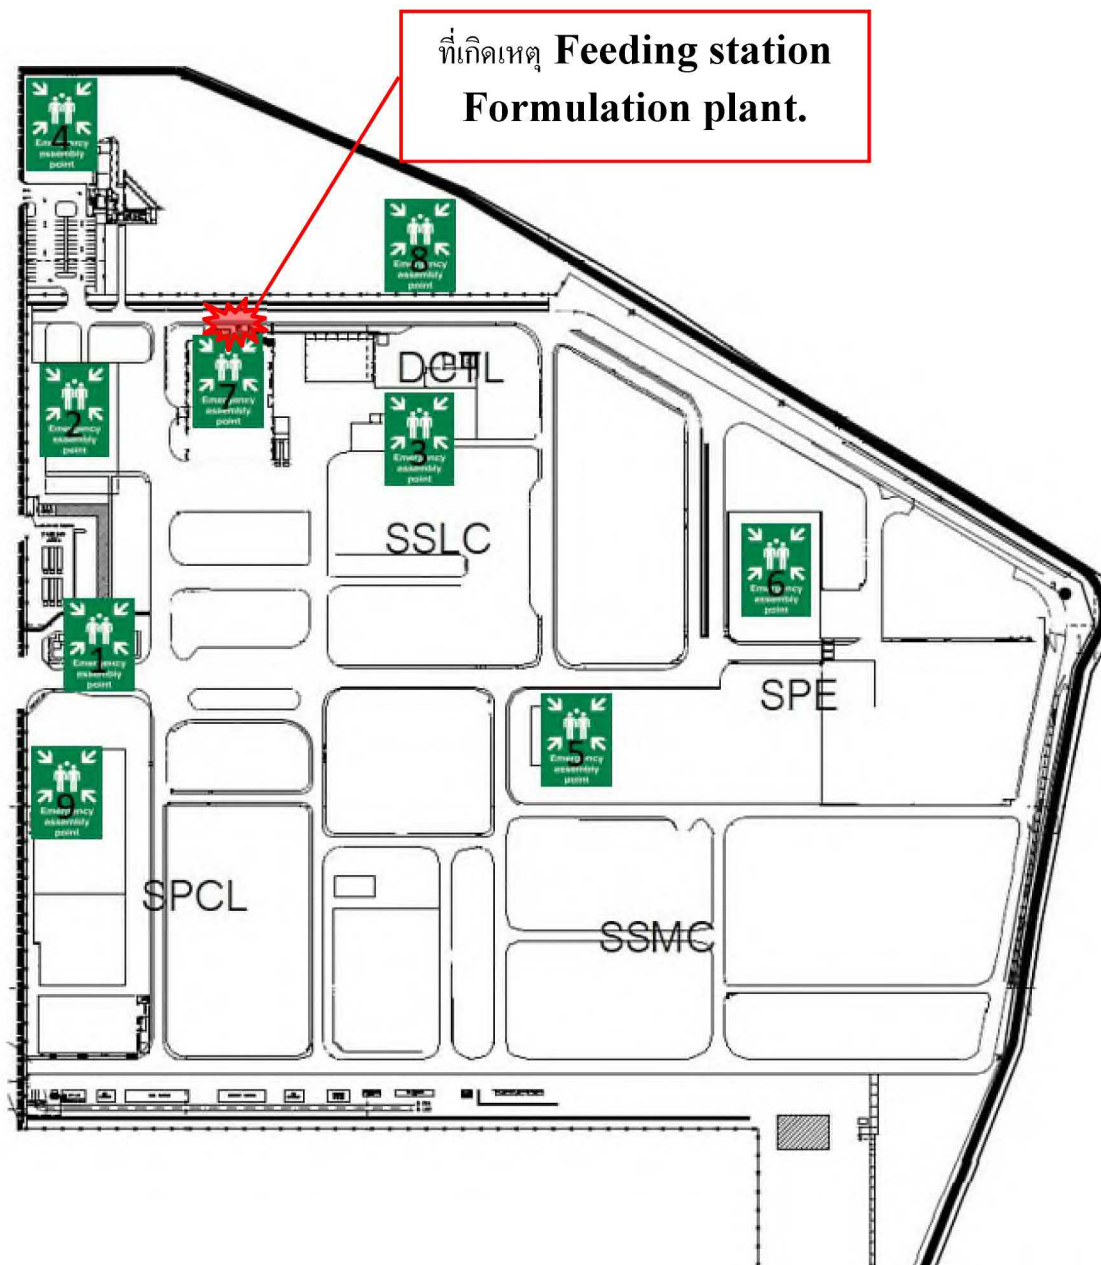 ที่เกิดเหตุ Feeding station
Formulation plant.
4
Emergency
assembly
point
8
Emergency
assembly
point
7
Emergency
assembly
point
2
Emergency
assembly
point
DCTL
3
Emergency
assembly
point
SSLC
6
Emergency
assembly
point
1
Emergency
assembly
point
SPE
5
Emergency
assembly
point
9
Emergency
assembly
point
SPCL
SSMC